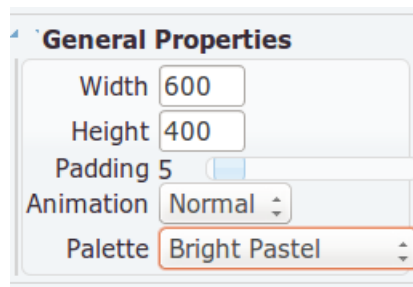 General Properties
Width 600
Height 400
Padding 5
Animation Normal
Palette Bright Pastel